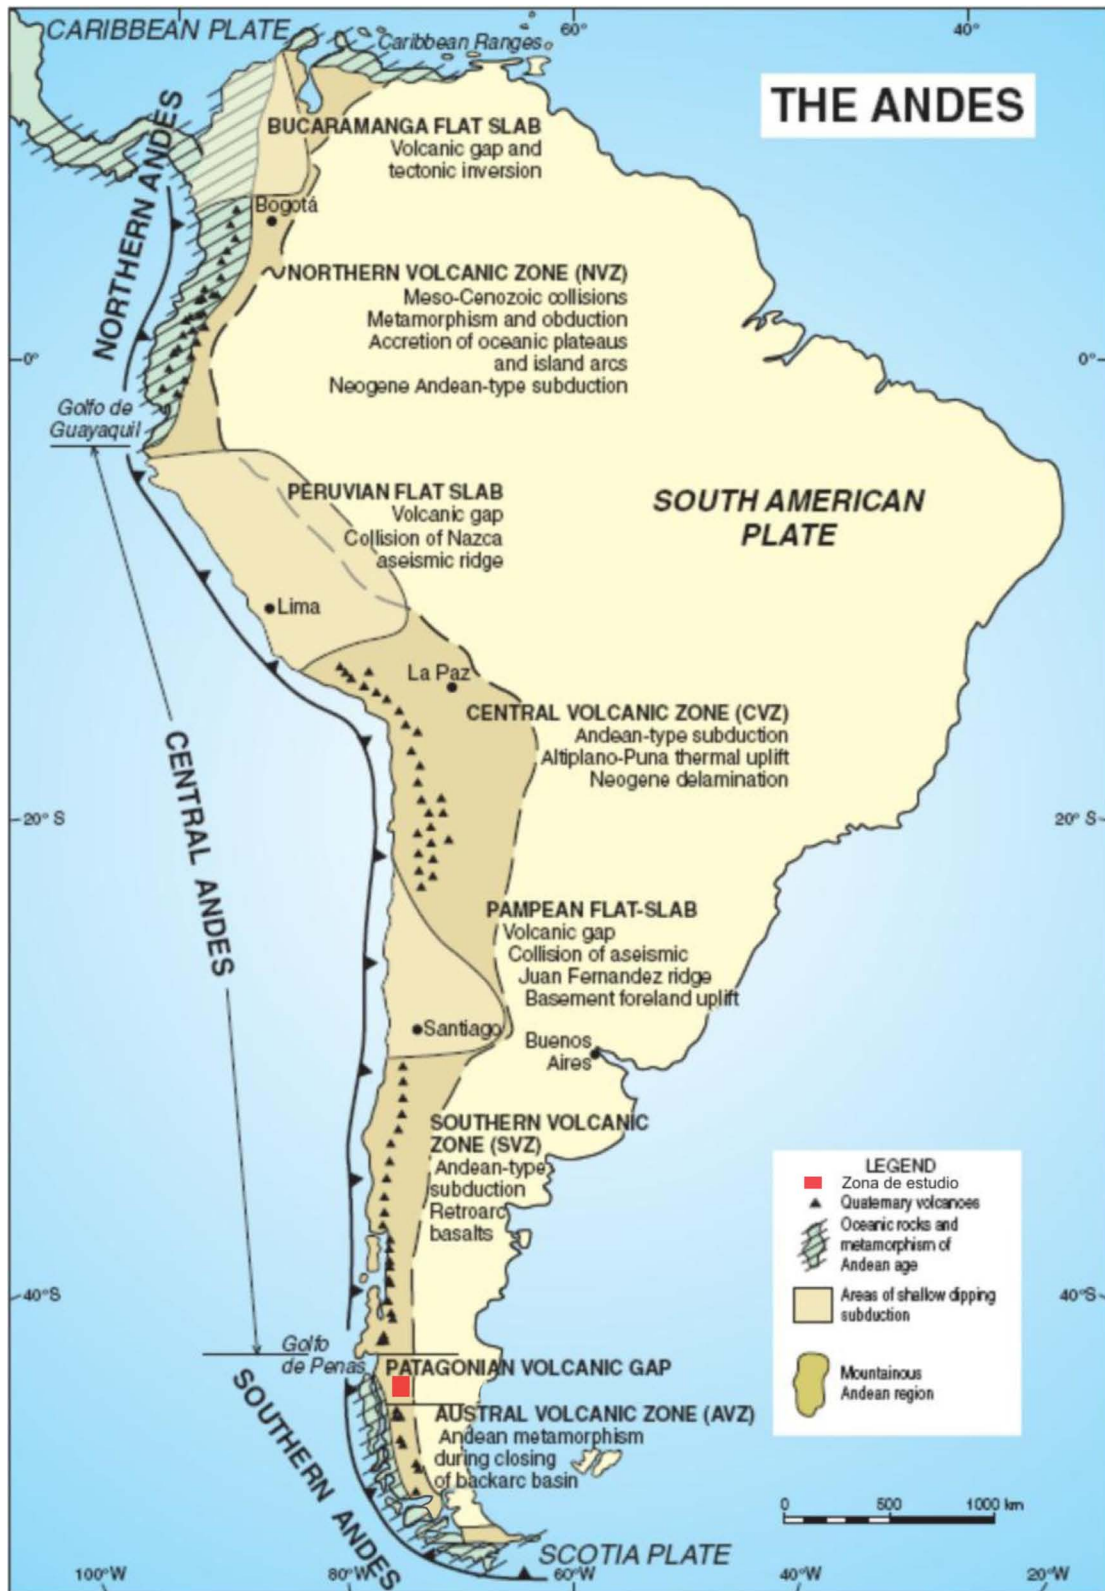 CARIBBEAN PLATE
Caribbean Ranges
60°
40°
THE ANDES
NORTHERN ANDES
BUCARAMANGA FLAT SLAB
Volcanic gap and
tectonic inversion
Bogotá
NORTHERN VOLCANIC ZONE (NVZ)
Meso-Cenozoic collisions
Metamorphism and obduction
Accretion of oceanic plateaus
and island arcs
Neogene Andean-type subduction
0°
0°
Golfo de
Guayaquil
PERUVIAN FLAT SLAB
Volcanic gap
Collision of Nazca
aseismic ridge
SOUTH AMERICAN
PLATE
Lima
La Paz
CENTRAL VOLCANIC ZONE (CVZ)
Andean-type subduction
Altiplano-Puna thermal uplift
Neogene delamination
CENTRAL ANDES
20° S
20° S
PAMPEAN FLAT-SLAB
Volcanic gap
Collision of aseismic
Juan Fernandez ridge
Basement foreland uplift
Santiago
Buenos
Aires
SOUTHERN VOLCANIC
ZONE (SVZ)
Andean-type
subduction
Retroarc
basalts
LEGEND
Zona de estudio
Quaternary volcanoes
Oceanic rocks and
metamorphism of
Andean age
Areas of shallow dipping
subduction
Mountainous
Andean region
40°S
40°S
Golfo
de Penas
PATAGONIAN VOLCANIC GAP
SOUTHERN ANDES
AUSTRAL VOLCANIC ZONE (AVZ)
Andean metamorphism
during closing
of backarc basin
0 500 1000 km
SCOTIA PLATE
100°W
80°W
60°W
40°W
20°W